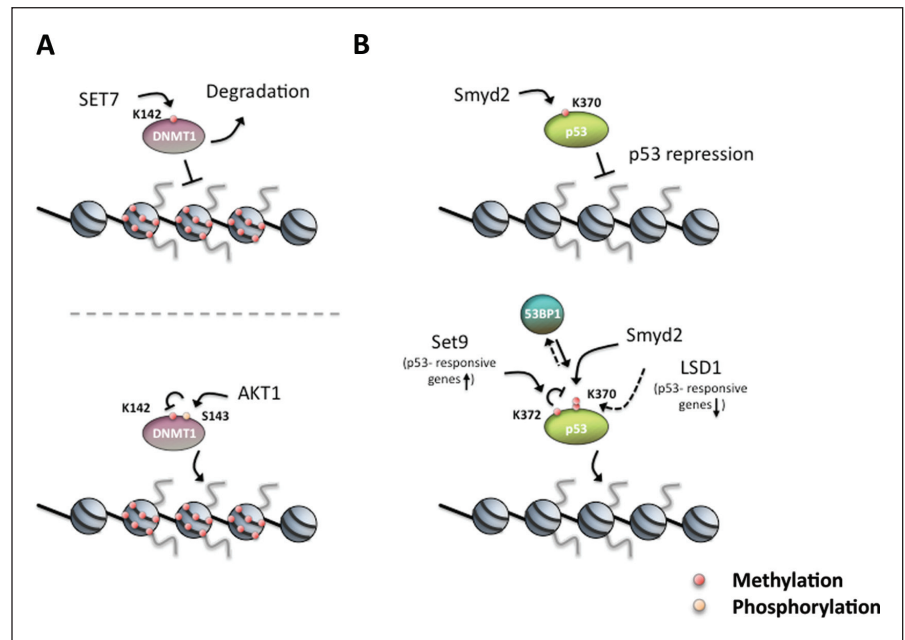 A
SET7
Degradation
K142
DNMT1
AKT1
K142
S143
DNMT1
B
Smyd2
K370
p53
p53 repression
53BP1
Set9
(p53- responsive
genes↑)
Smyd2
LSD1
(p53- responsive
genes↓)
K370
K372
p53
Methylation
Phosphorylation